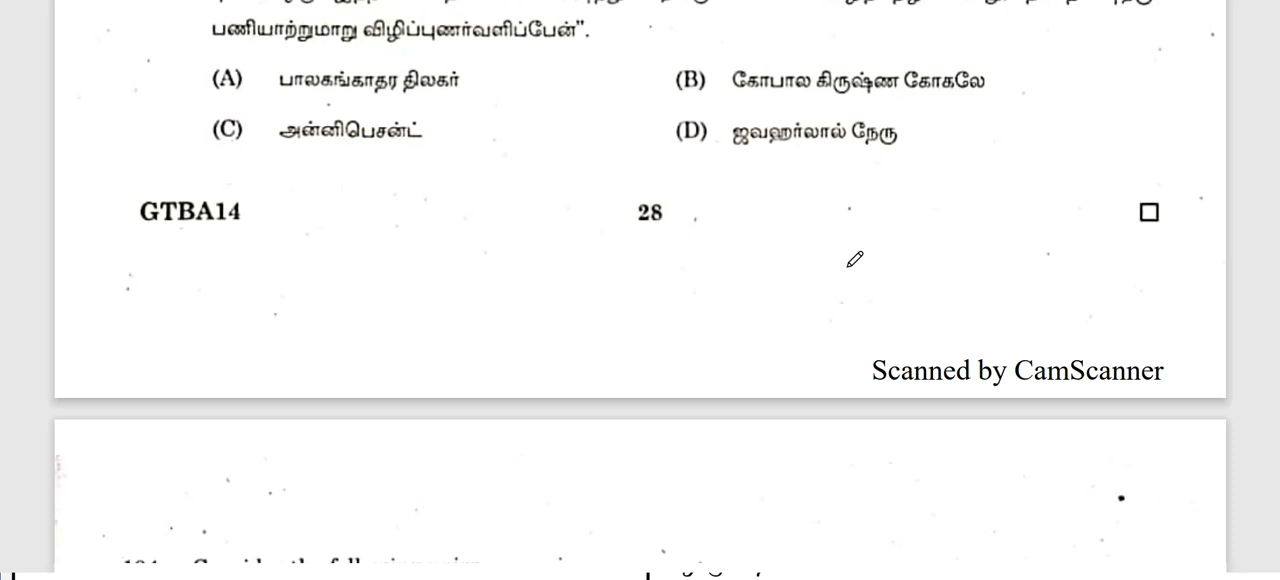 பணியாற்றுமாறு விழிப்புணர்வளிப்பேன்".
(A) பாலகங்காதர திலகர் (B) கோபால கிருஷ்ண கோகலே
(C) அன்னிபெசன்ட் (D) ஜவஹர்லால் நேரு
GTBA14 28
Scanned by CamScanner